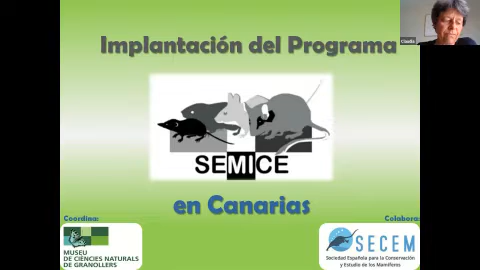 Implantación del Programa
SEMICE
en Canarias
Coordina:
MUSEU
DE CIÈNCIES NATURALS
DE GRANOLLERS
Colabora:
SECEM
Sociedad Española para la Conservación
y Estudio de los Mamíferos